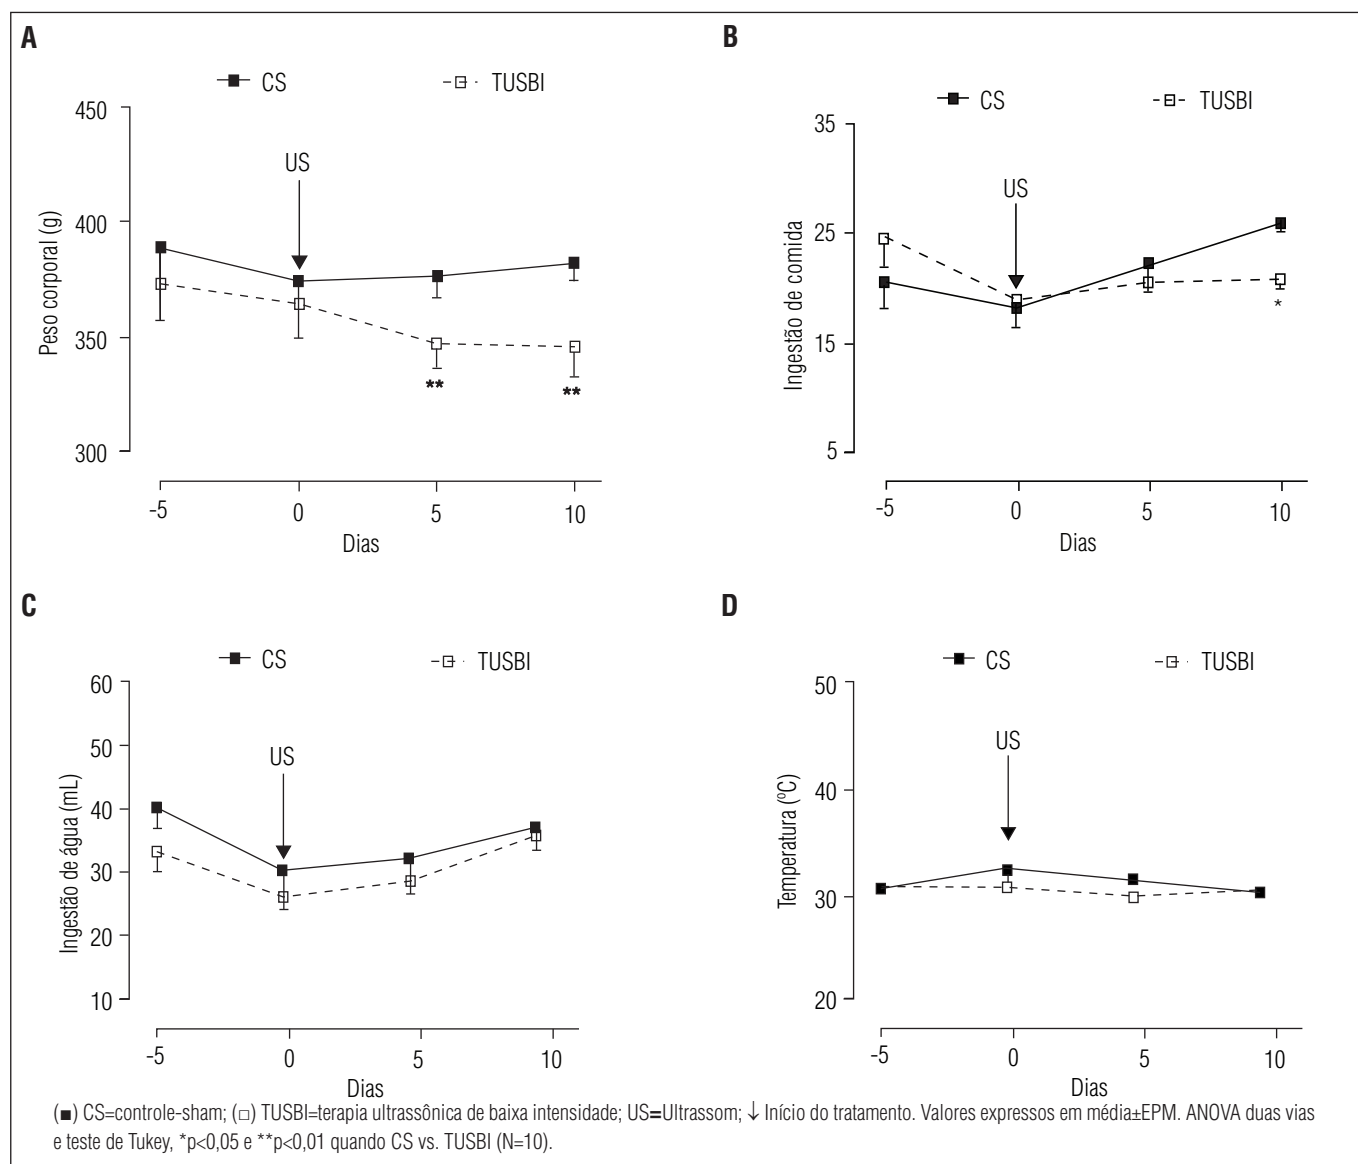 A
CS
TUSBI
450
400
350
300
US
Peso corporal (g)
**
**
-5
0
5
10
Dias
B
CS
TUSBI
35
25
15
5
US
Ingestão de comida
*
-5
0
5
10
Dias
C
CS
TUSBI
60
50
40
30
20
10
US
Ingestão de água (mL)
-5
0
5
10
Dias
D
CS
TUSBI
50
40
30
20
US
Temperatura (ºC)
-5
0
5
10
Dias
(■) CS=controle-sham; (□) TUSBI=terapia ultrassônica de baixa intensidade; US=Ultrassom; ↓ Início do tratamento. Valores expressos em média±EPM. ANOVA duas vias
e teste de Tukey, *p<0,05 e **p<0,01 quando CS vs. TUSBI (N=10).